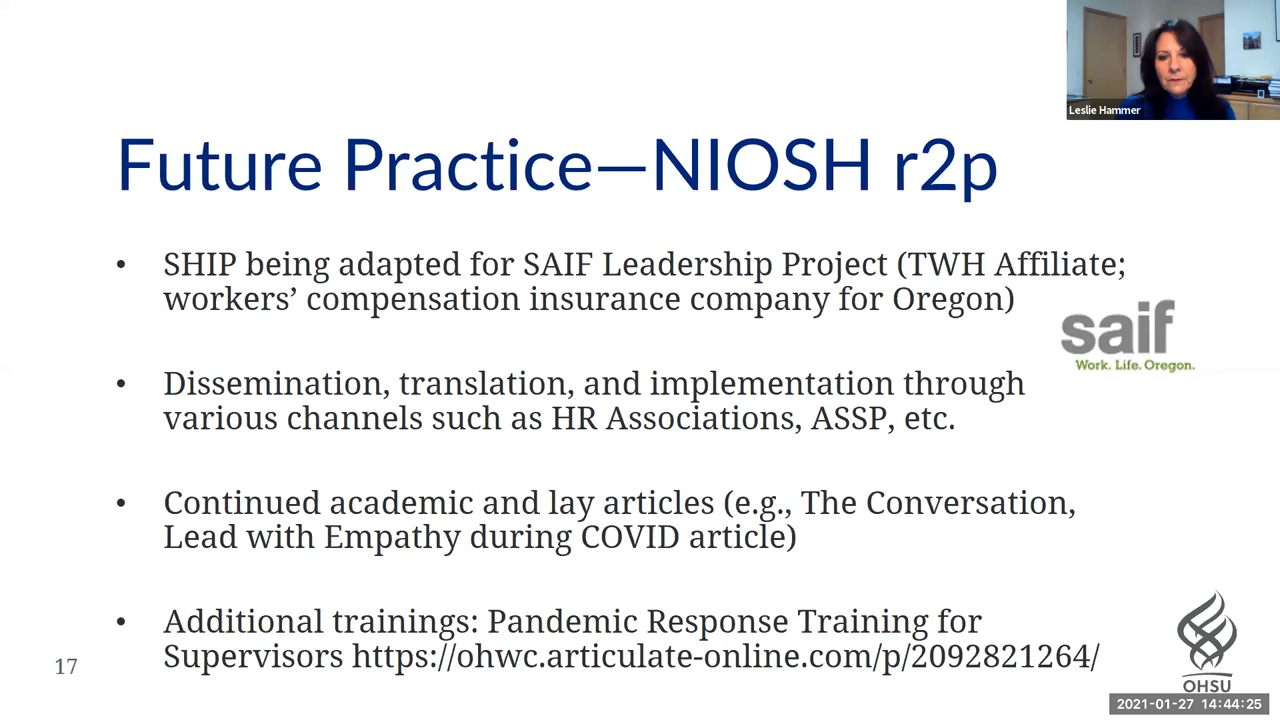 Leslie Hammer
Future Practice—NIOSH r2p
• SHIP being adapted for SAIF Leadership Project (TWH Affiliate;
workers’ compensation insurance company for Oregon)
saif
Work. Life. Oregon.
• Dissemination, translation, and implementation through
various channels such as HR Associations, ASSP, etc.
• Continued academic and lay articles (e.g., The Conversation,
Lead with Empathy during COVID article)
• Additional trainings: Pandemic Response Training for
Supervisors https://ohwc.articulate-online.com/p/2092821264/
17
OHSU
2021-01-27 14:44:25